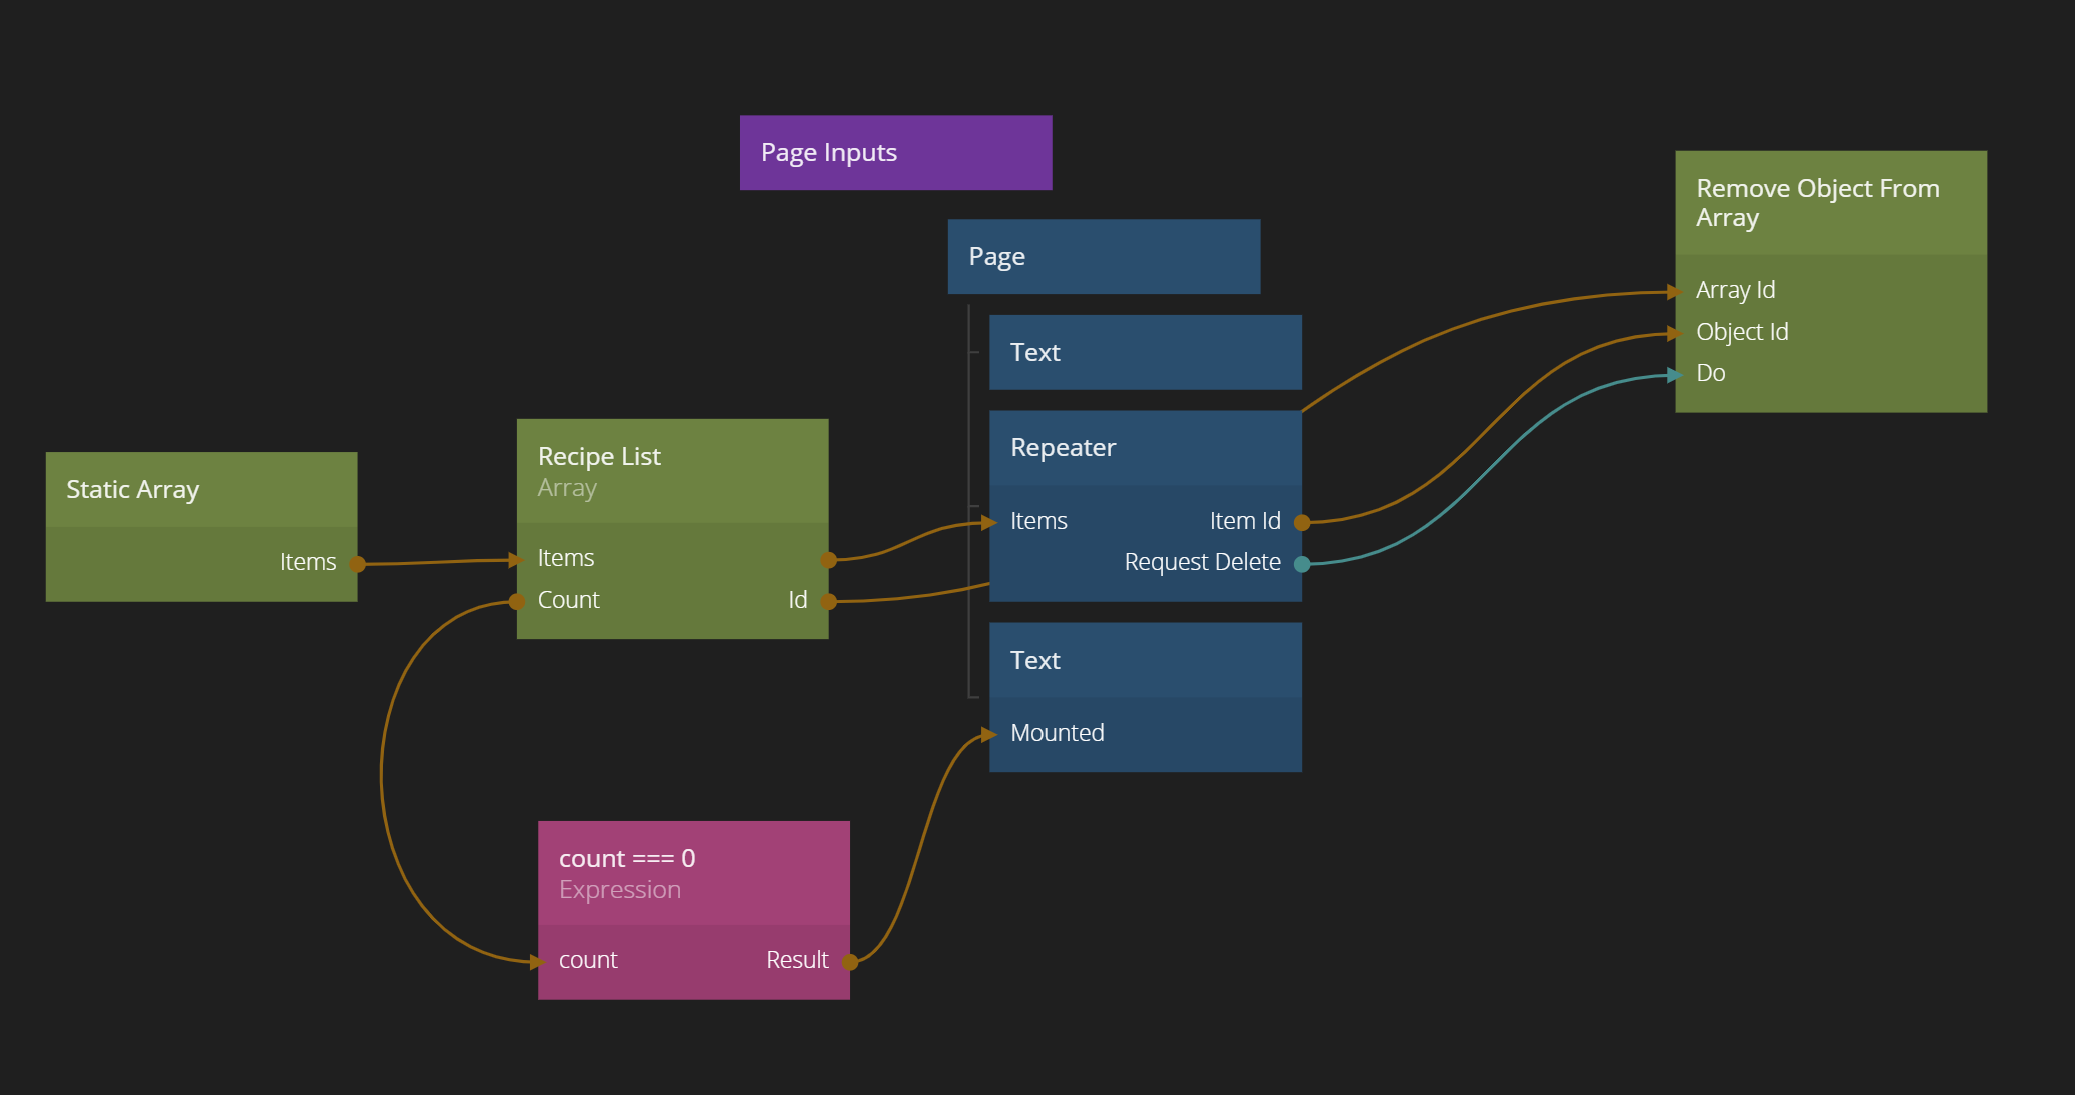 Page Inputs
Remove Object From
Array
Array Id
Object Id
Do
Page
Text
Repeater
Items Item Id
Request Delete
Text
Mounted
Recipe List
Array
Items
Count Id
Static Array
Items
count === 0
Expression
count Result